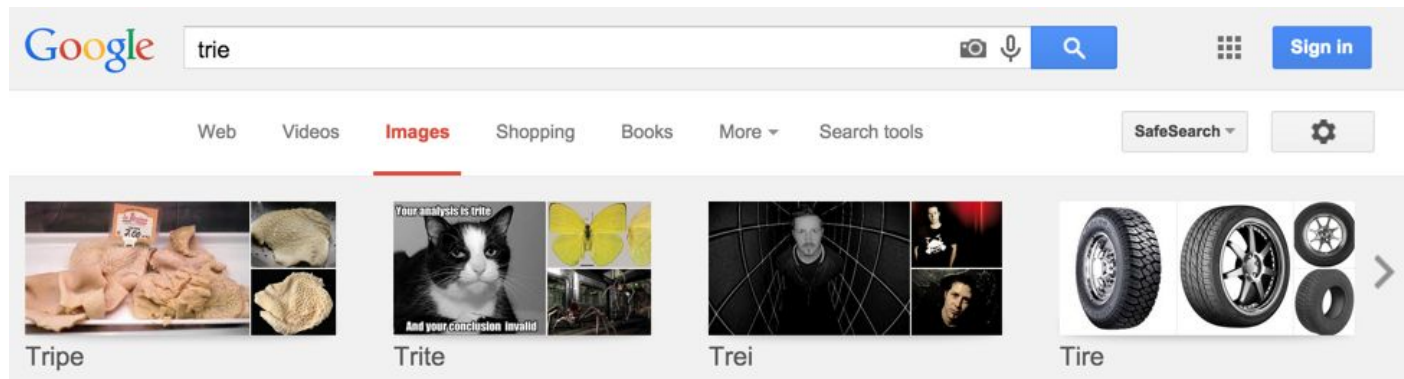 Google
trie
Sign in
Web Videos Images Shopping Books More Search tools
SafeSearch
Your analysis is trite
And your conclusion invalid
Tripe Trite Trei Tire